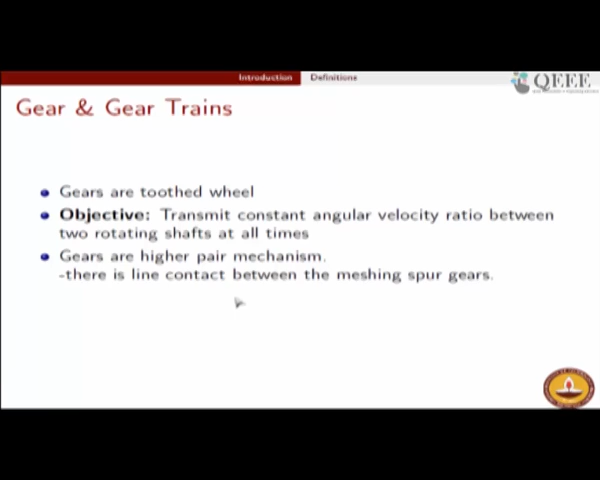 Introduction Definitions
QEEE
Gear & Gear Trains
Gears are toothed wheel
Objective: Transmit constant angular velocity ratio between
two rotating shafts at all times
Gears are higher pair mechanism.
-there is line contact between the meshing spur gears.